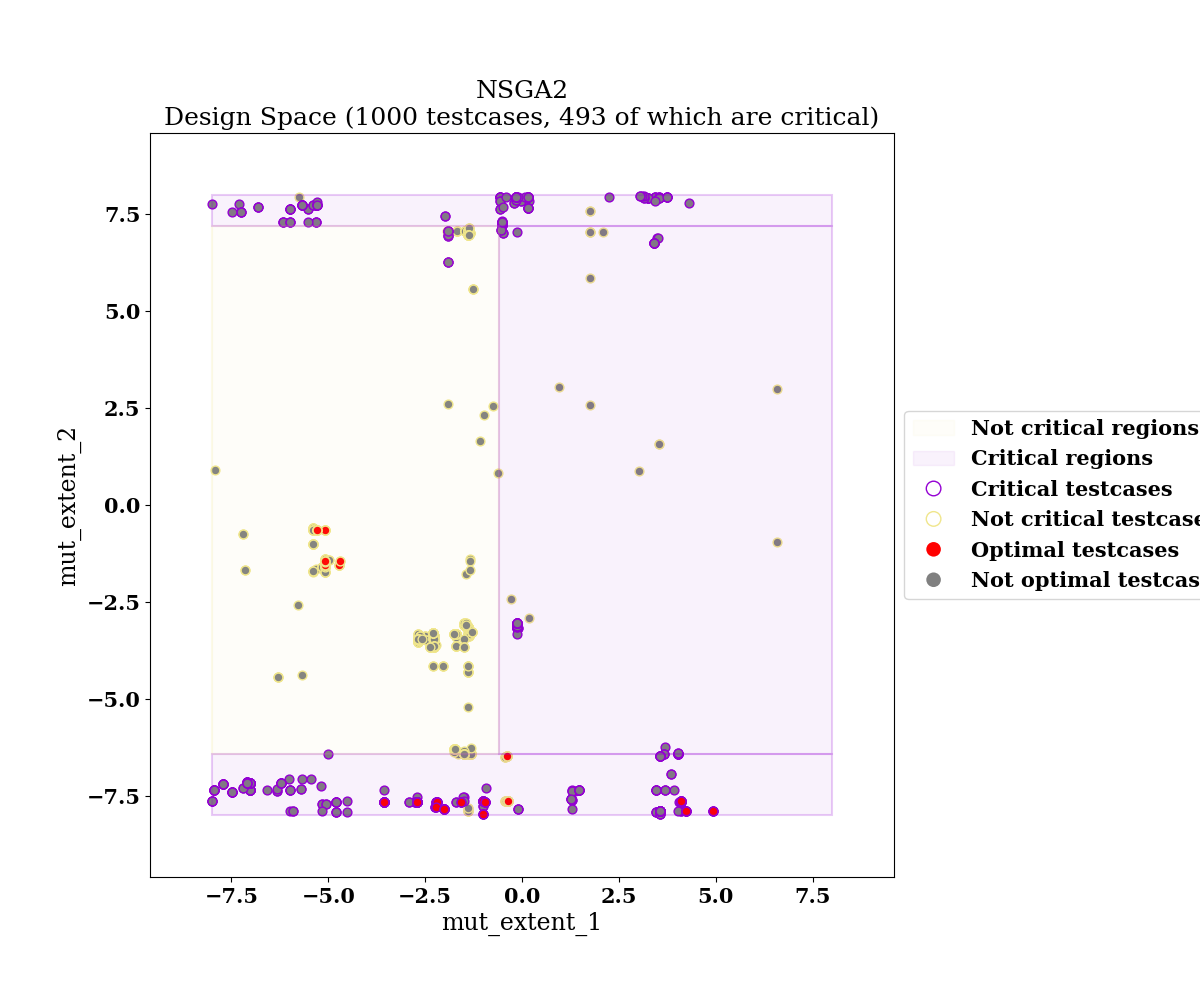 NSGA2
Design Space (1000 testcases, 493 of which are critical)
7.5
5.0
2.5
0.0
−2.5
−5.0
−7.5
mut_extent_2
−7.5 −5.0 −2.5 0.0 2.5 5.0 7.5
mut_extent_1
Not critical regions
Critical regions
Critical testcases
Not critical testcase
Optimal testcases
Not optimal testcas